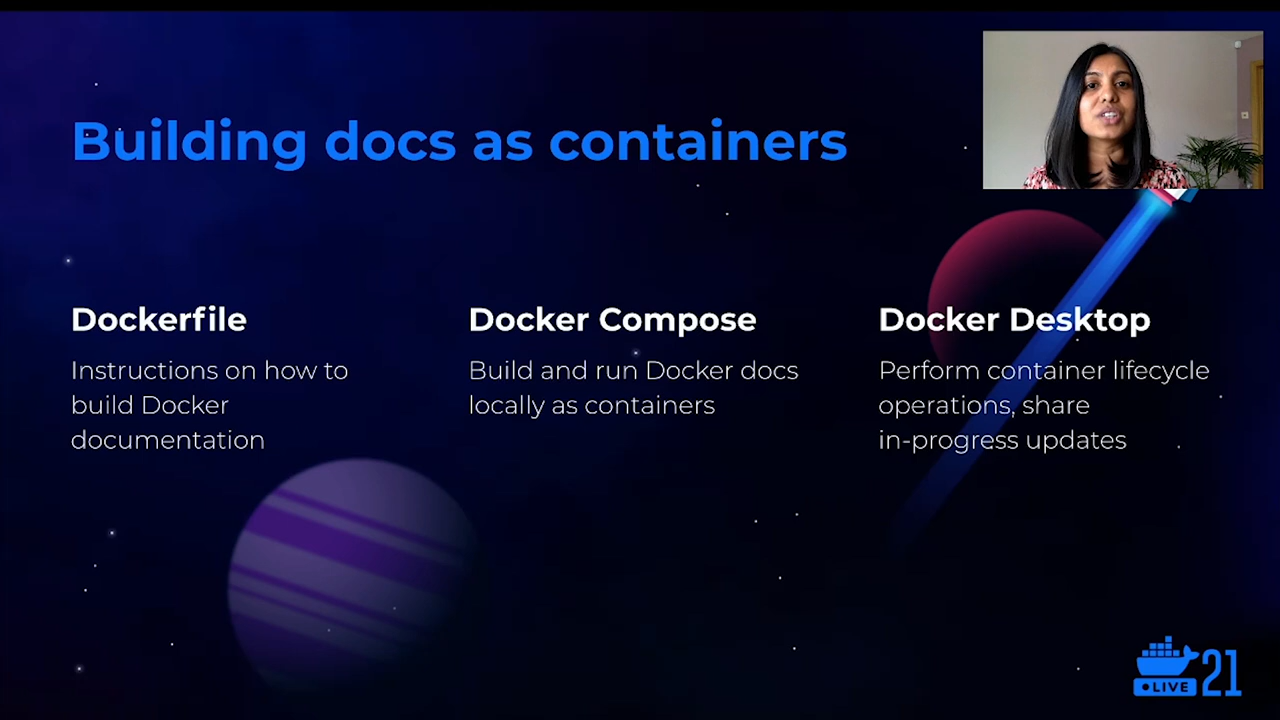 Building docs as containers
Dockerfile
Instructions on how to
build Docker
documentation
Docker Compose
Build and run Docker docs
locally as containers
Docker Desktop
Perform container lifecycle
operations, share
in-progress updates
LIVE 21